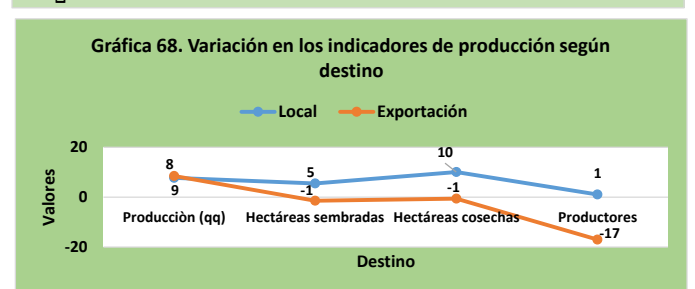 Gráfica 68. Variación en los indicadores de producción según
destino
Local Exportación
20
0
-20
Valores
8
9
5
-1
10
-1
1
-17
Producciòn (qq) Hectáreas sembradas Hectáreas cosechas Productores
Destino